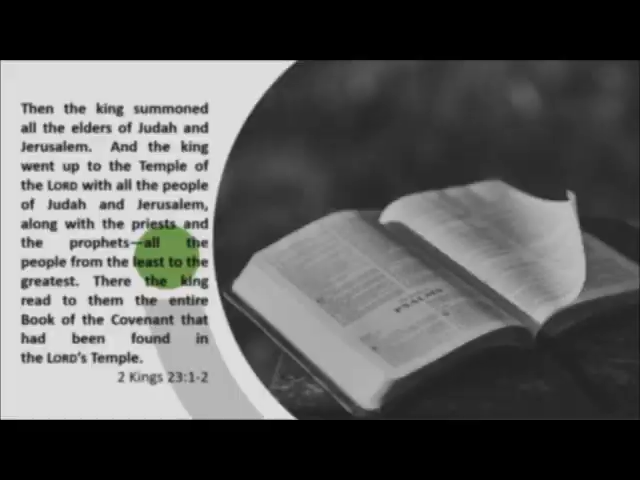 Then the king summoned
all the elders of Judah and
Jerusalem. And the king
went up to the Temple of
the LORD with all the people
of Judah and Jerusalem,
along with the priests and
the prophets—all the
people from the least to the
greatest. There the king
read to them the entire
Book of the Covenant that
had been found in
the LORD's Temple.
2 Kings 23:1-2
PSALMS